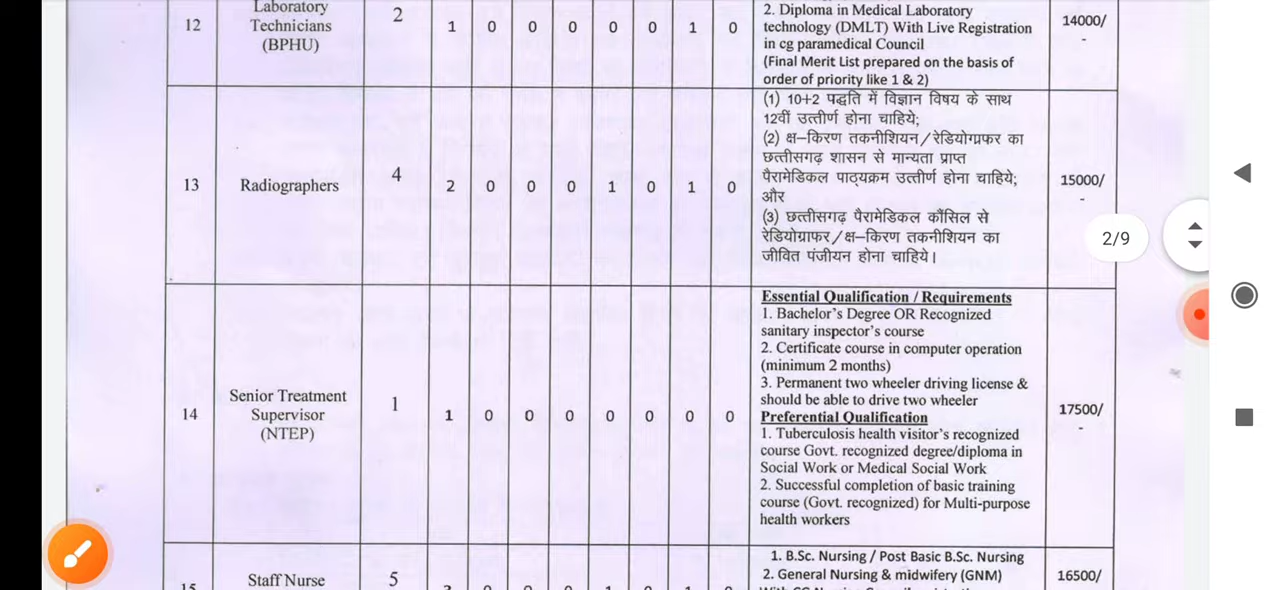 Laboratory
12
Technicians
(BPHU)
2
1 0 0 0 0 0 1 0
2. Diploma in Medical Laboratory
technology (DMLT) With Live Registration
in cg paramedical Council
(Final Merit List prepared on the basis of
order of priority like 1 & 2)
14000/
-
13
Radiographers
4
2 0 0 0 1 0 1 0
(1) 10+2 पद्धति में विज्ञान विषय के साथ
12वीं उत्तीर्ण होना चाहिये;
(2) क्ष–किरण तकनीशियन/रेडियोग्राफर का
छत्तीसगढ़ शासन से मान्यता प्राप्त
पैरामेडिकल पाठ्यक्रम उत्तीर्ण होना चाहिये;
और
(3) छत्तीसगढ़ पैरामेडिकल कौंसिल से
रेडियोग्राफर/क्ष–किरण तकनीशियन का
जीवित पंजीयन होना चाहिये।
15000/
-
2/9
14
Senior Treatment
Supervisor
(NTEP)
1
1 0 0 0 0 0 0 0
Essential Qualification / Requirements
1. Bachelor's Degree OR Recognized
sanitary inspector's course
2. Certificate course in computer operation
(minimum 2 months)
3. Permanent two wheeler driving license &
should be able to drive two wheeler
Preferential Qualification
1. Tuberculosis health visitor's recognized
course Govt. recognized degree/diploma in
Social Work or Medical Social Work
2. Successful completion of basic training
course (Govt. recognized) for Multi-purpose
health workers
17500/
-
15
Staff Nurse
5
1. B.Sc. Nursing / Post Basic B.Sc. Nursing
2. General Nursing & midwifery (GNM)
16500/